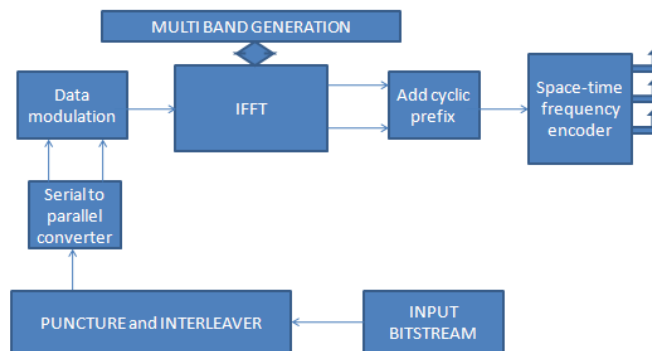 MULTI BAND GENERATION
Data
modulation
IFFT
Add cyclic
prefix
Space-time
frequency
encoder
Serial to
parallel
converter
PUNCTURE and INTERLEAVER
INPUT
BITSTREAM